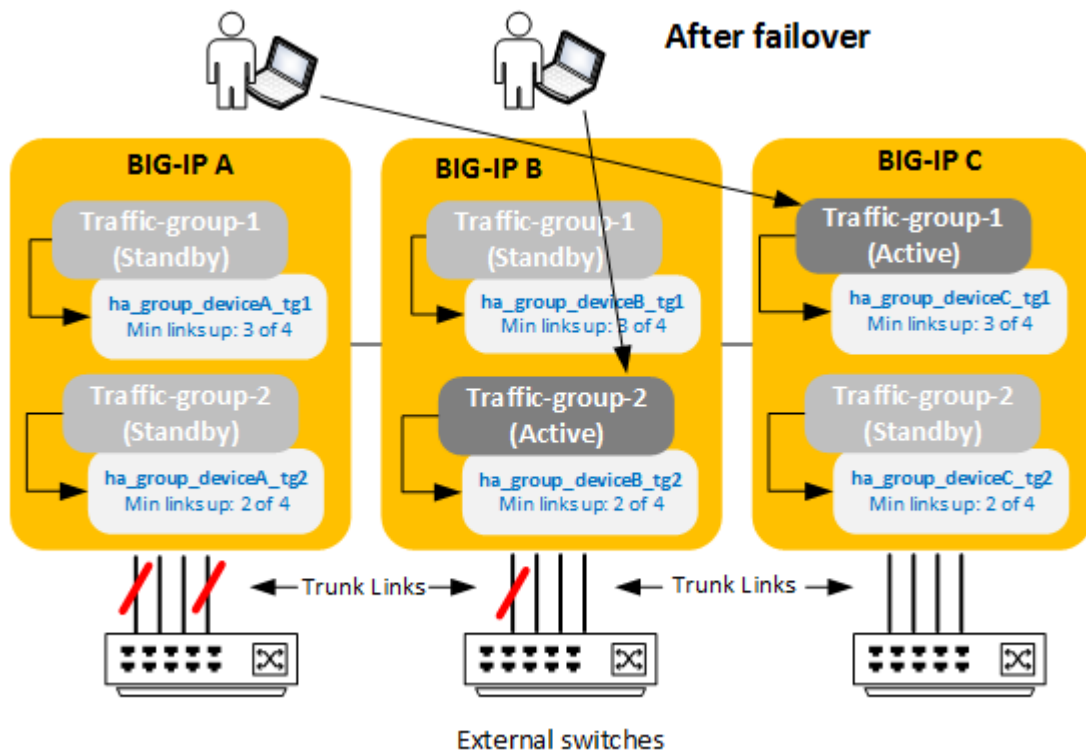 After failover
BIG-IP A
Traffic-group-1
(Standby)
ha_group_deviceA_tg1
Min links up: 3 of 4
Traffic-group-2
(Standby)
ha_group_deviceA_tg2
Min links up: 2 of 4
BIG-IP B
Traffic-group-1
(Standby)
ha_group_deviceB_tg1
Min links up: 3 of 4
Traffic-group-2
(Active)
ha_group_deviceB_tg2
Min links up: 2 of 4
BIG-IP C
Traffic-group-1
(Active)
ha_group_deviceC_tg1
Min links up: 3 of 4
Traffic-group-2
(Standby)
ha_group_deviceC_tg2
Min links up: 2 of 4
Trunk Links
Trunk Links
External switches